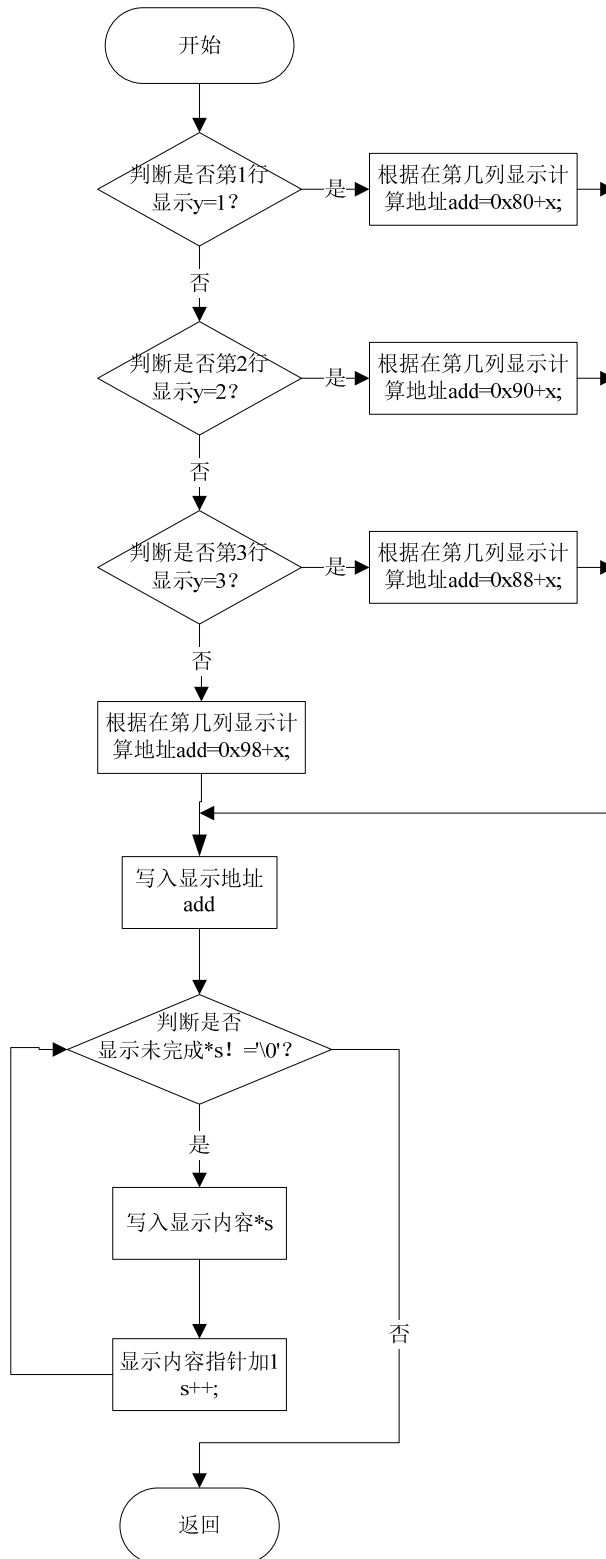 开始
判断是否第1行
显示y=1?
是
根据在第几列显示计
算地址add=0x80+x;
否
判断是否第2行
显示y=2?
是
根据在第几列显示计
算地址add=0x90+x;
否
判断是否第3行
显示y=3?
是
根据在第几列显示计
算地址add=0x88+x;
否
根据在第几列显示计
算地址add=0x98+x;
写入显示地址
add
判断是否
显示未完成*s！='\0'?
是
写入显示内容*s
否
显示内容指针加1
s++;
返回